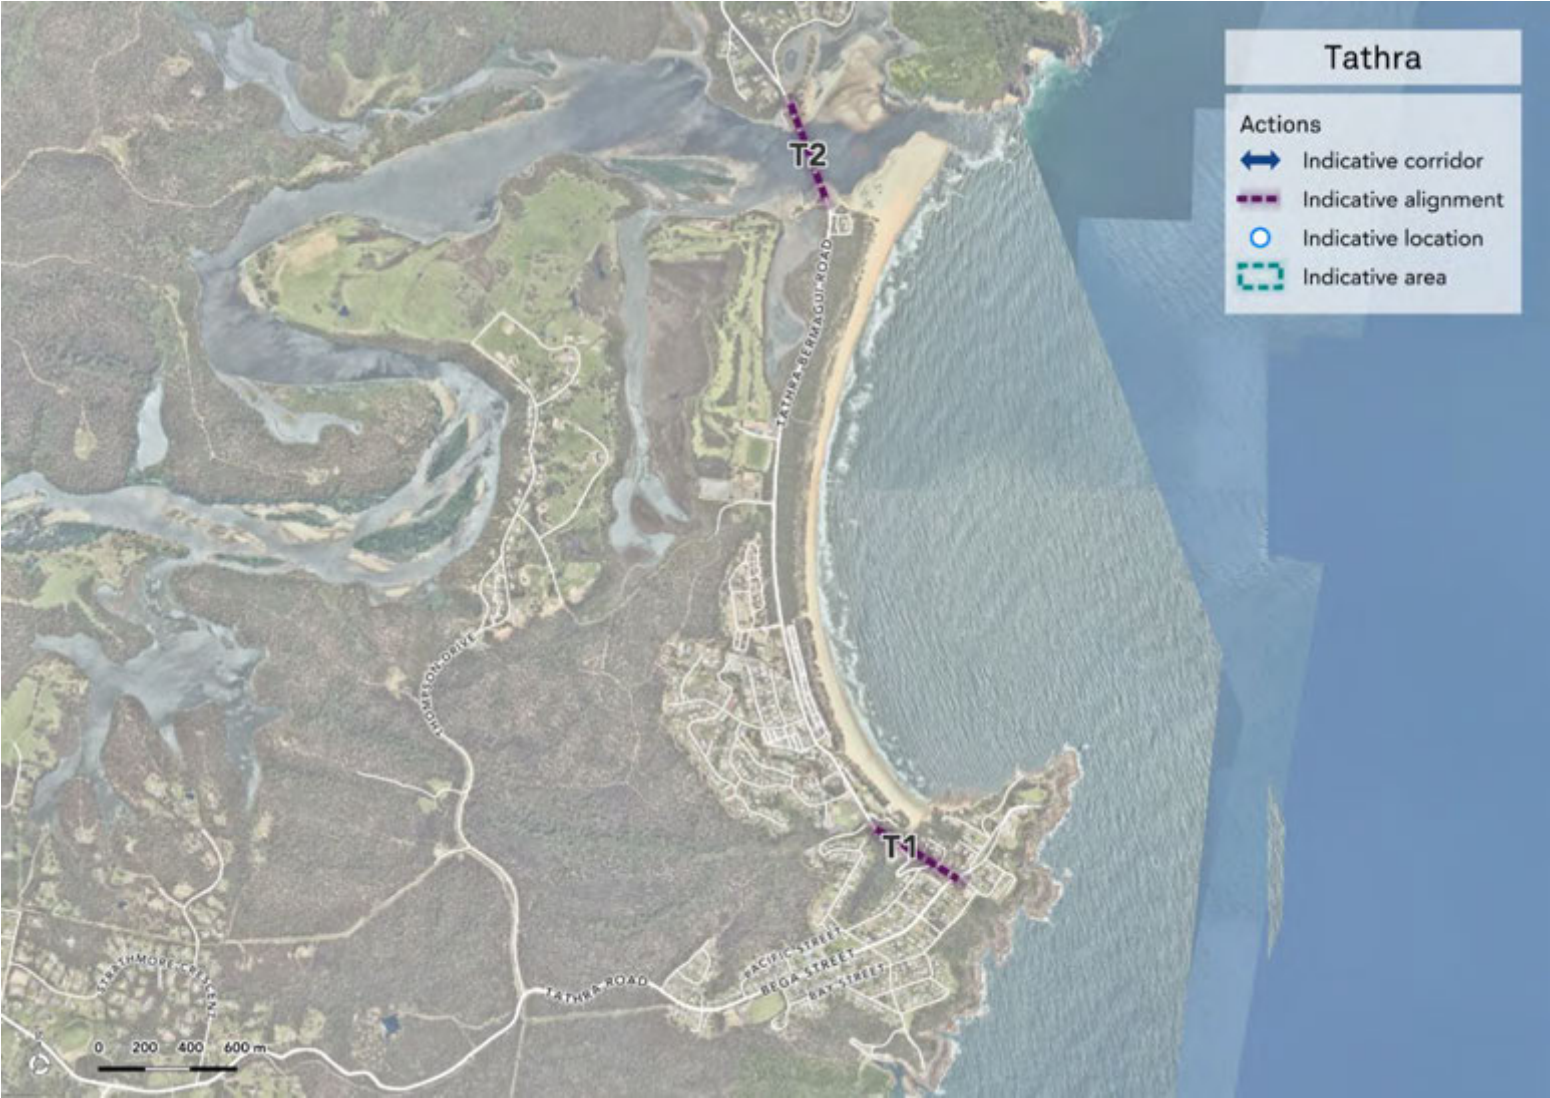 Tathra
Actions
Indicative corridor
Indicative alignment
Indicative location
Indicative area
T2
TATHRA-BERMAGUI ROAD
THOMPSON DRIVE
T1
PACIFIC STREET
BEGA STREET
BAY STREET
TATHRA ROAD
STRATHMORE CRESCENT
0 200 400 600 m